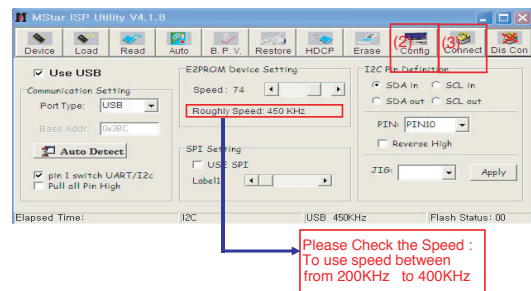 MStar ISP Utility V4.1.8
Device Load Read Auto B. P. V. Restore HDCP Erase Config Connect Dis Con
(2) (3)
Use USB
Communication Setting
Port Type: USB
Base Addr: 0x3BC
Auto Detect
pin 1 switch UART/I2c
Pull all Pin High
E2PROM Device Setting
Speed: 74
Roughly Speed: 450 KHz
SPI Setting
USE SPI
Label1
I2C Pin Definition
SDA in SCL in
SDA out SCL out
PIN: PIN10
Reverse High
JIG: Apply
Elapsed Time: I2C USB 450KHz Flash Status: 00
Please Check the Speed :
To use speed between
from 200KHz to 400KHz